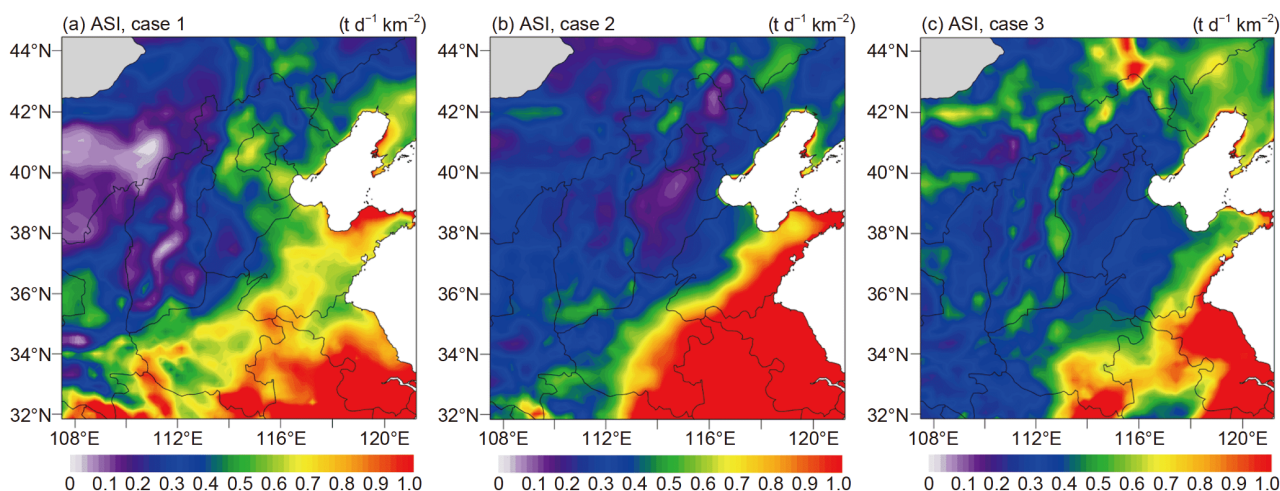 (a) ASI, case 1 (t d⁻¹ km⁻²)
44°N
42°N
40°N
38°N
36°N
34°N
32°N
108°E 112°E 116°E 120°E
0 0.1 0.2 0.3 0.4 0.5 0.6 0.7 0.8 0.9 1.0
(b) ASI, case 2 (t d⁻¹ km⁻²)
44°N
42°N
40°N
38°N
36°N
34°N
32°N
108°E 112°E 116°E 120°E
0 0.1 0.2 0.3 0.4 0.5 0.6 0.7 0.8 0.9 1.0
(c) ASI, case 3 (t d⁻¹ km⁻²)
44°N
42°N
40°N
38°N
36°N
34°N
32°N
108°E 112°E 116°E 120°E
0 0.1 0.2 0.3 0.4 0.5 0.6 0.7 0.8 0.9 1.0